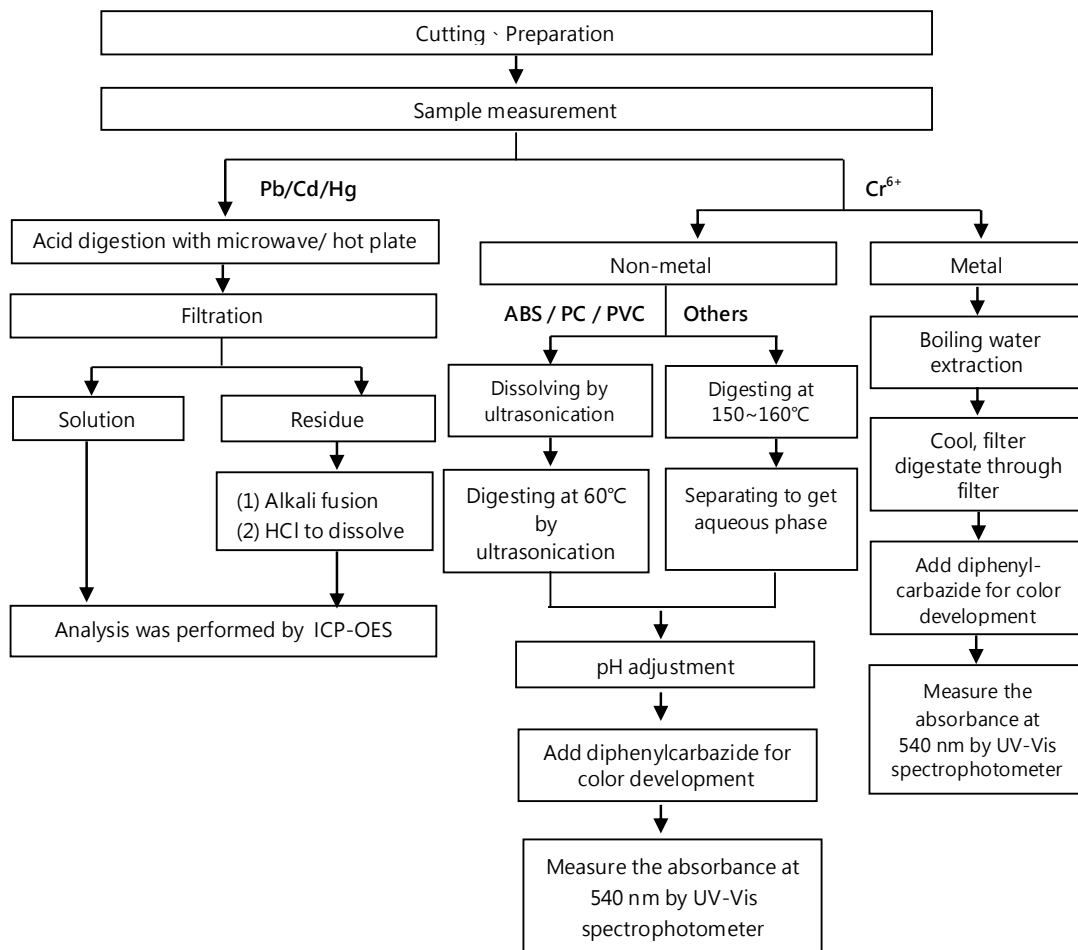 Cutting、Preparation
Sample measurement
Pb/Cd/Hg
Cr⁶⁺
Acid digestion with microwave/ hot plate
Filtration
Solution
Residue
(1) Alkali fusion
(2) HCl to dissolve
Analysis was performed by ICP-OES
Non-metal
ABS / PC / PVC
Others
Dissolving by
ultrasonication
Digesting at
150~160℃
Digesting at 60℃
by
ultrasonication
Separating to get
aqueous phase
pH adjustment
Add diphenylcarbazide for
color development
Measure the absorbance at
540 nm by UV-Vis
spectrophotometer
Metal
Boiling water
extraction
Cool, filter
digestate through
filter
Add diphenyl-
carbazide for color
development
Measure the
absorbance at
540 nm by UV-Vis
spectrophotometer